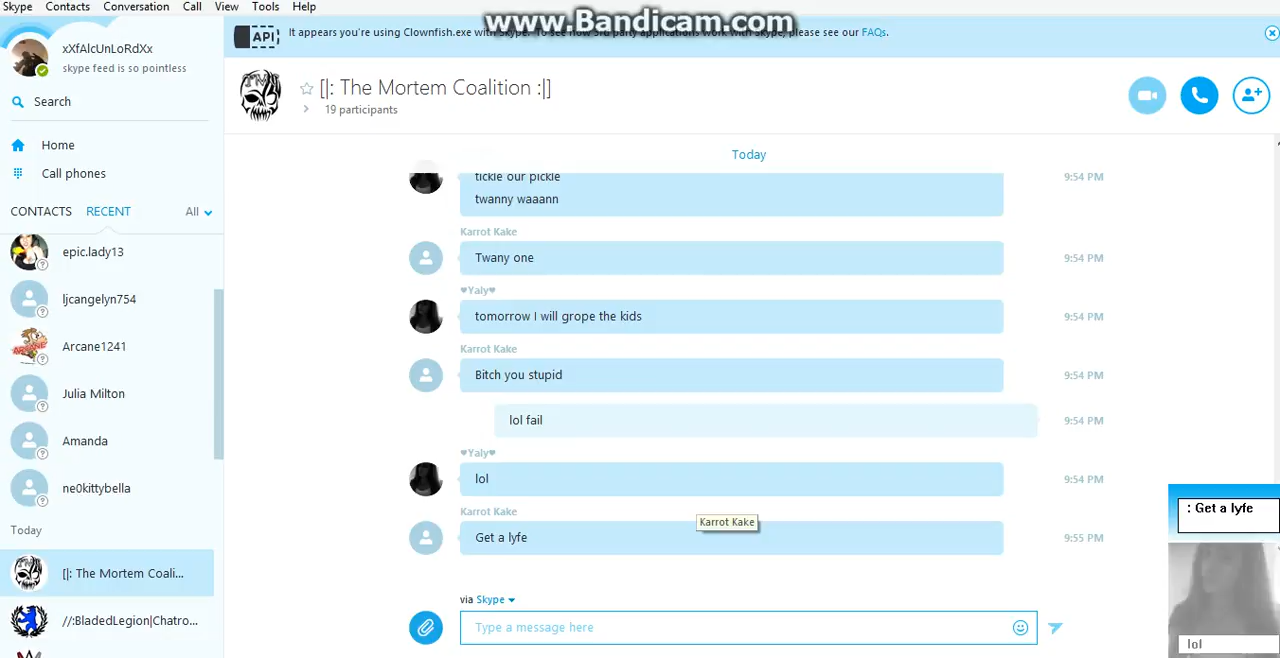 Skype Contacts Conversation Call View Tools Help
www.Bandicam.com
API
It appears you're using Clownfish.exe with Skype. To see how 3rd party applications work with Skype, please see our FAQs.
xXfAlcUnLoRdXx
skype feed is so pointless
Search
Home
Call phones
CONTACTS RECENT All
epic.lady13
ljcangelyn754
Arcane1241
Julia Milton
Amanda
ne0kittybella
Today
[|: The Mortem Coali...
//:BladedLegion|Chatro...
[|: The Mortem Coalition :|]
19 participants
Today
tickle our pickle 9:54 PM
twanny waaann
Karrot Kake
Twany one 9:54 PM
♥Yaly♥
tomorrow I will grope the kids 9:54 PM
Karrot Kake
Bitch you stupid 9:54 PM
lol fail 9:54 PM
♥Yaly♥
lol 9:54 PM
Karrot Kake
Karrot Kake
Get a lyfe 9:55 PM
via Skype
Type a message here
: Get a lyfe
lol